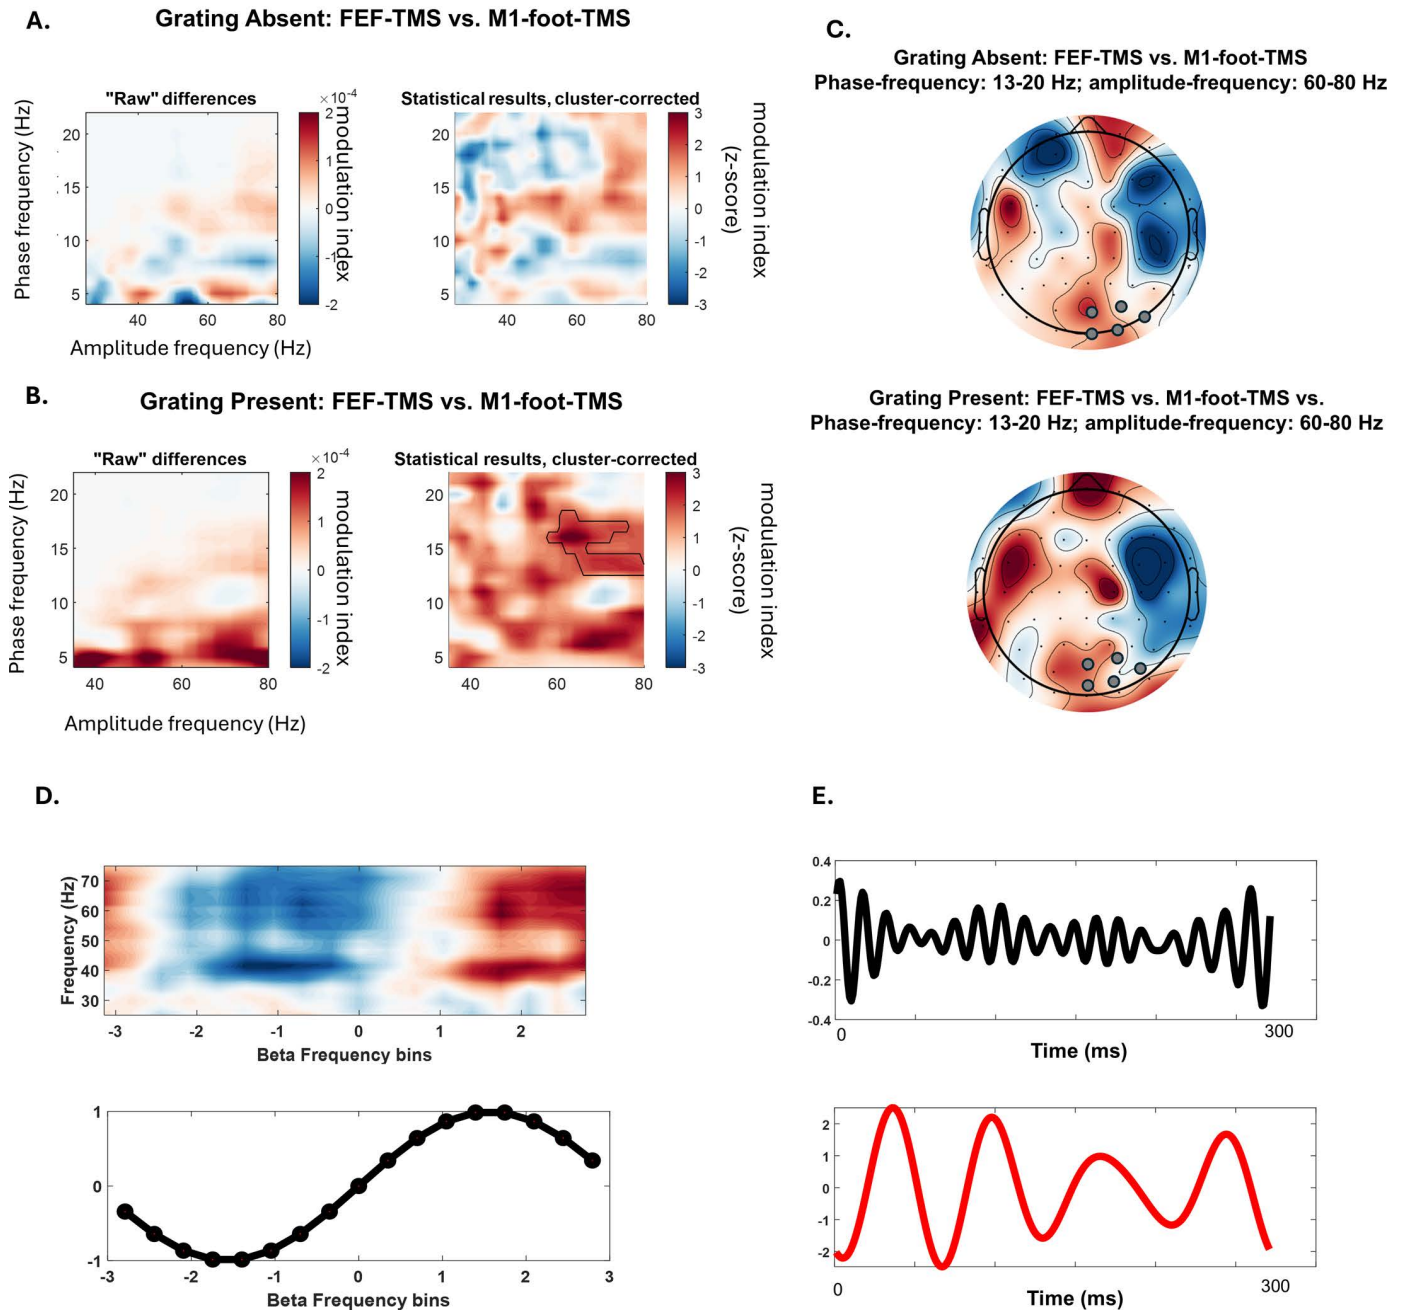 A.
Grating Absent: FEF-TMS vs. M1-foot-TMS
"Raw" differences
×10⁻⁴
Phase frequency (Hz)
20
15
10
5
40
60
80
Amplitude frequency (Hz)
2
1
0
-1
-2
modulation index
Statistical results, cluster-corrected
20
15
10
5
40
60
80
3
2
1
0
-1
-2
-3
modulation index
(z-score)
B.
Grating Present: FEF-TMS vs. M1-foot-TMS
"Raw" differences
×10⁻⁴
Phase frequency (Hz)
20
15
10
5
40
60
80
Amplitude frequency (Hz)
2
1
0
-1
-2
modulation index
Statistical results, cluster-corrected
20
15
10
5
40
60
80
3
2
1
0
-1
-2
-3
modulation index
(z-score)
C.
Grating Absent: FEF-TMS vs. M1-foot-TMS
Phase-frequency: 13-20 Hz; amplitude-frequency: 60-80 Hz
Grating Present: FEF-TMS vs. M1-foot-TMS vs.
Phase-frequency: 13-20 Hz; amplitude-frequency: 60-80 Hz
D.
Frequency (Hz)
70
60
50
40
30
-3
-2
-1
0
1
2
Beta Frequency bins
1
0
-1
-3
-2
-1
0
1
2
3
Beta Frequency bins
E.
0.4
0.2
0
-0.2
-0.4
0
300
Time (ms)
2
1
0
-1
-2
0
300
Time (ms)